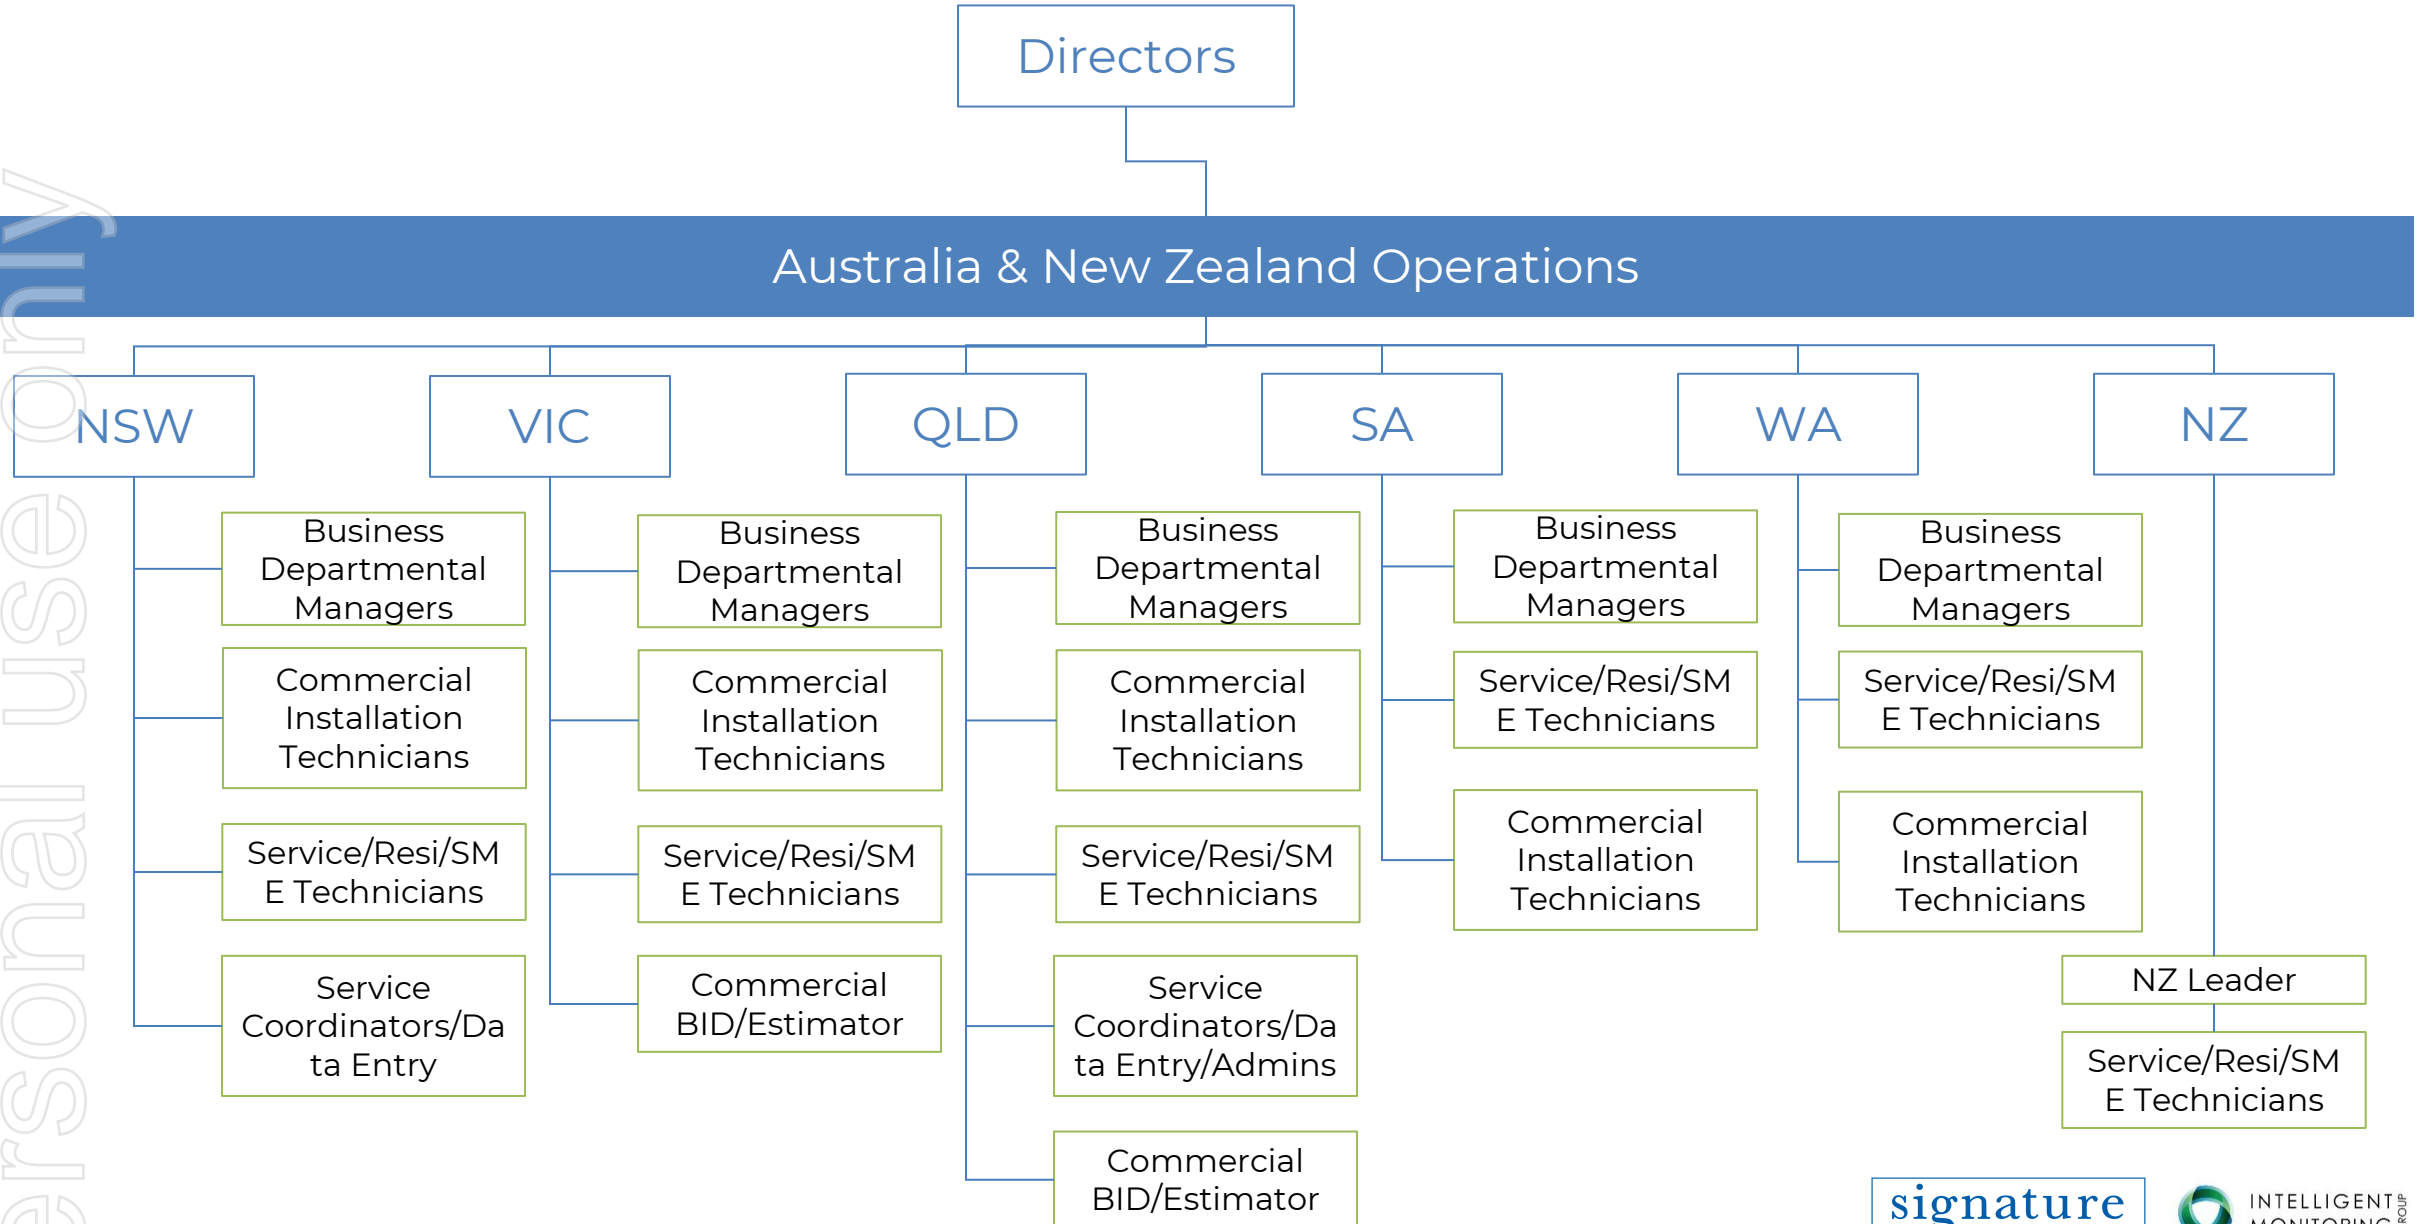 Directors
Australia & New Zealand Operations
NSW
VIC
QLD
SA
WA
NZ
Business
Departmental
Managers
Commercial
Installation
Technicians
Service/Resi/SM
E Technicians
Service
Coordinators/Da
ta Entry
Business
Departmental
Managers
Commercial
Installation
Technicians
Service/Resi/SM
E Technicians
Commercial
BID/Estimator
Business
Departmental
Managers
Commercial
Installation
Technicians
Service/Resi/SM
E Technicians
Service
Coordinators/Da
ta Entry/Admins
Commercial
BID/Estimator
Business
Departmental
Managers
Service/Resi/SM
E Technicians
Commercial
Installation
Technicians
Business
Departmental
Managers
Service/Resi/SM
E Technicians
Commercial
Installation
Technicians
NZ Leader
Service/Resi/SM
E Technicians
signature
INTELLIGENT
MONITORING
ersonal use only